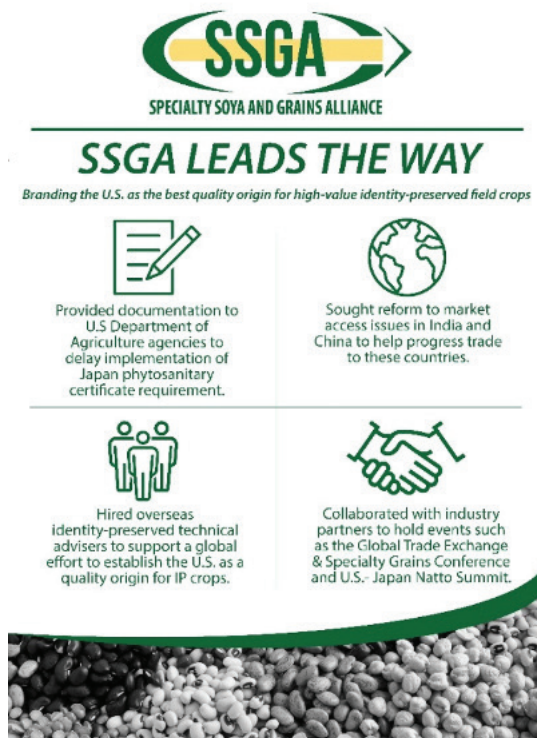 SSGA
SPECIALTY SOYA AND GRAINS ALLIANCE
SSGA LEADS THE WAY
Branding the U.S. as the best quality origin for high-value identity-preserved field crops
Provided documentation to
U.S Department of
Agriculture agencies to
delay implementation of
Japan phytosanitary
certificate requirement.
Sought reform to market
access issues in India and
China to help progress trade
to these countries.
Hired overseas
identity-preserved technical
advisers to support a global
effort to establish the U.S. as a
quality origin for IP crops.
Collaborated with industry
partners to hold events such
as the Global Trade Exchange
& Specialty Grains Conference
and U.S.- Japan Natto Summit.